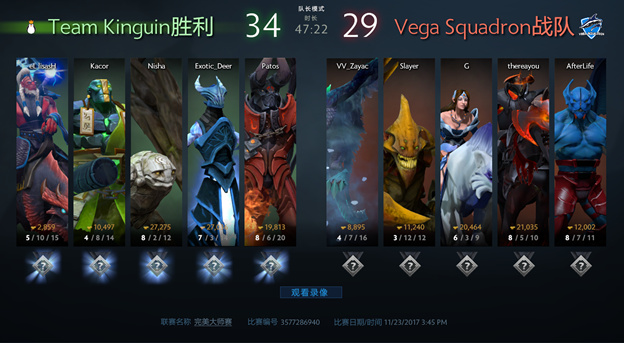 Team Kinguin胜利 34 队长模式 29 Vega Squadron战队
时长
47:22
Kacor Nisha Exotic_Deer Patos VV_Zayac Slayer G thereayou AfterLife
2,859 10,497 27,275 19,813 8,895 11,240 20,464 21,035 12,002
5 / 10 / 15 4 / 8 / 14 8 / 2 / 12 8 / 6 / 20 4 / 7 / 16 3 / 12 / 12 6 / 3 / 9 8 / 5 / 10 8 / 7 / 11
观看录像
联赛名称 完美大师赛 比赛编号 3577286940 比赛日期/时间 11/23/2017 3:45 PM